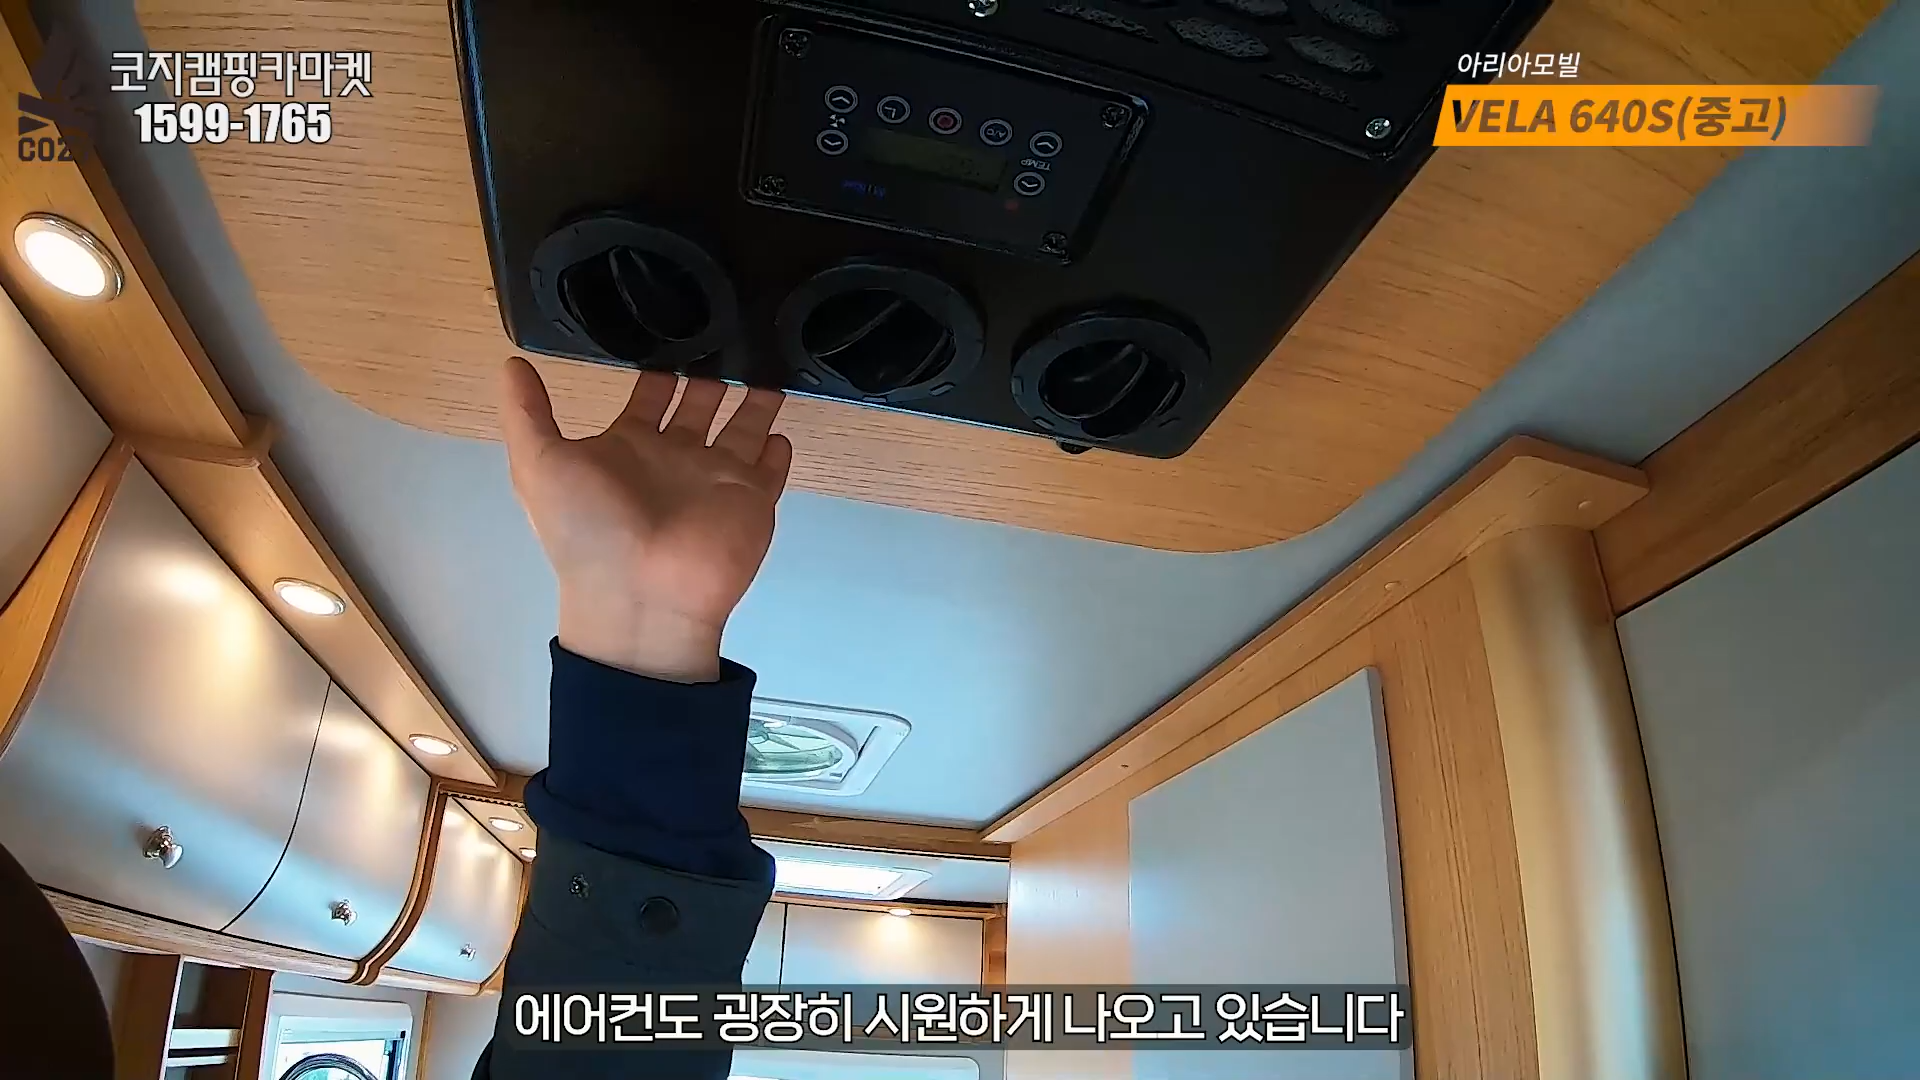 코지캠핑카마켓
1599-1765
아리아모빌
VELA 640S(중고)
A/C
TEMP
에어컨도 굉장히 시원하게 나오고 있습니다